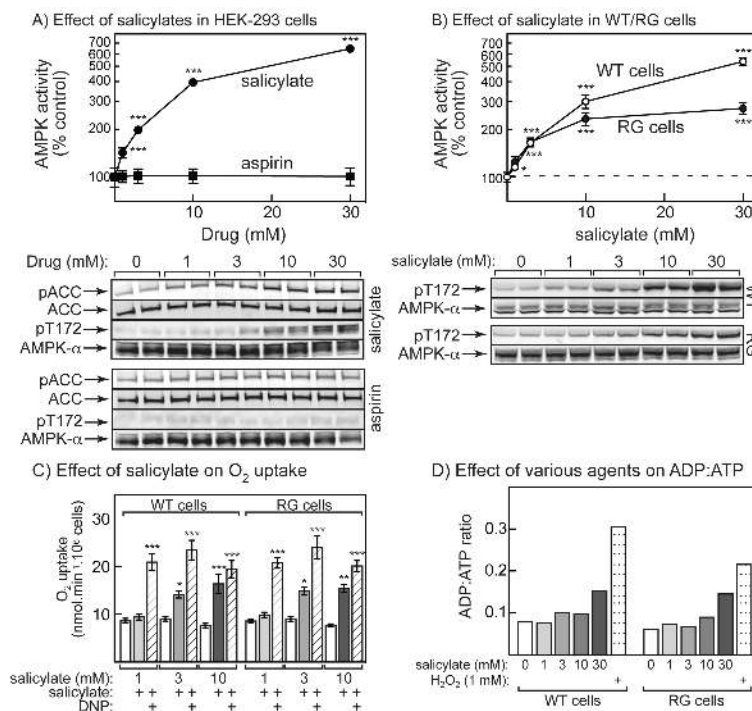 A) Effect of salicylates in HEK-293 cells
AMPK activity
(% control)
700
600
500
400
300
200
100
***
***
***
***
salicylate
aspirin
0 10 20 30
Drug (mM)
Drug (mM): 0 1 3 10 30
pACC
ACC
pT172
AMPK-α
salicylate
pACC
ACC
pT172
AMPK-α
aspirin
B) Effect of salicylate in WT/RG cells
AMPK activity
(% control)
700
600
500
400
300
200
100
***
***
***
***
***
***
*
WT cells
RG cells
0 10 20 30
salicylate (mM)
salicylate (mM): 0 1 3 10 30
pT172
AMPK-α
pT172
AMPK-α
C) Effect of salicylate on O2 uptake
WT cells RG cells
O2 uptake
30
20
10
*** * *** *** *** *** * *** ** ***
salicylate (mM): 1 3 10 1 3 10
salicylate: + + + + + + + + + + + +
DNP: + + + + + +
D) Effect of various agents on ADP:ATP
ADP:ATP ratio
0.3
0.2
0.1
salicylate (mM): 0 1 3 10 30 0 1 3 10 30
H2O2 (1 mM): + +
WT cells RG cells